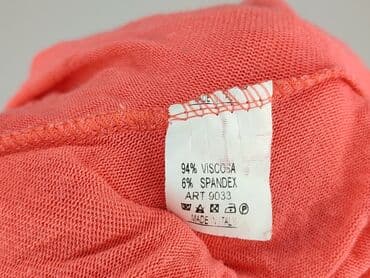 94% VISCOSA
6% SPANDEX
ART 9033
MADE IN ITALY